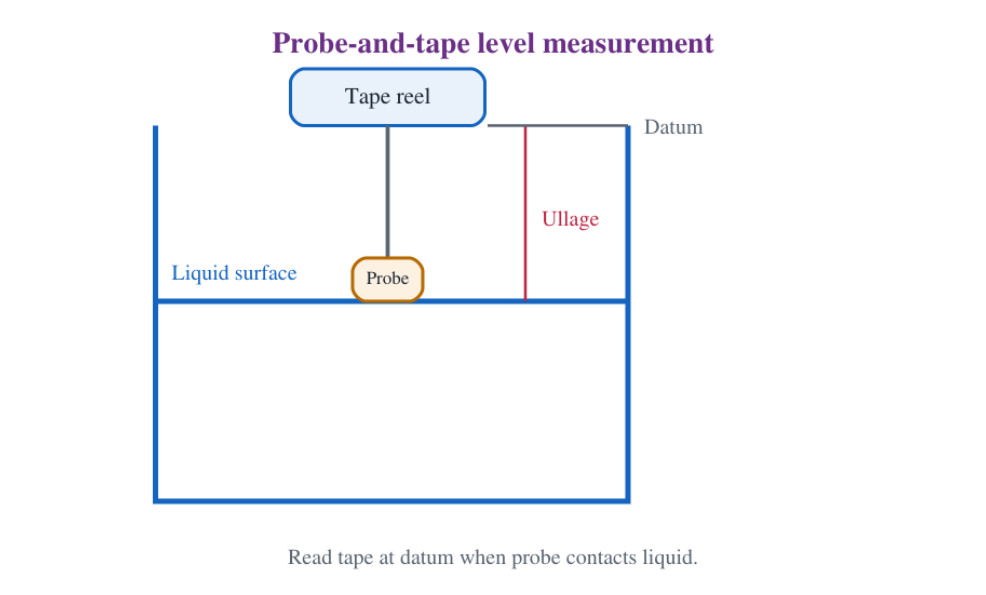 Probe-and-tape level measurement
Tape reel
Datum
Ullage
Liquid surface
Probe
Read tape at datum when probe contacts liquid.